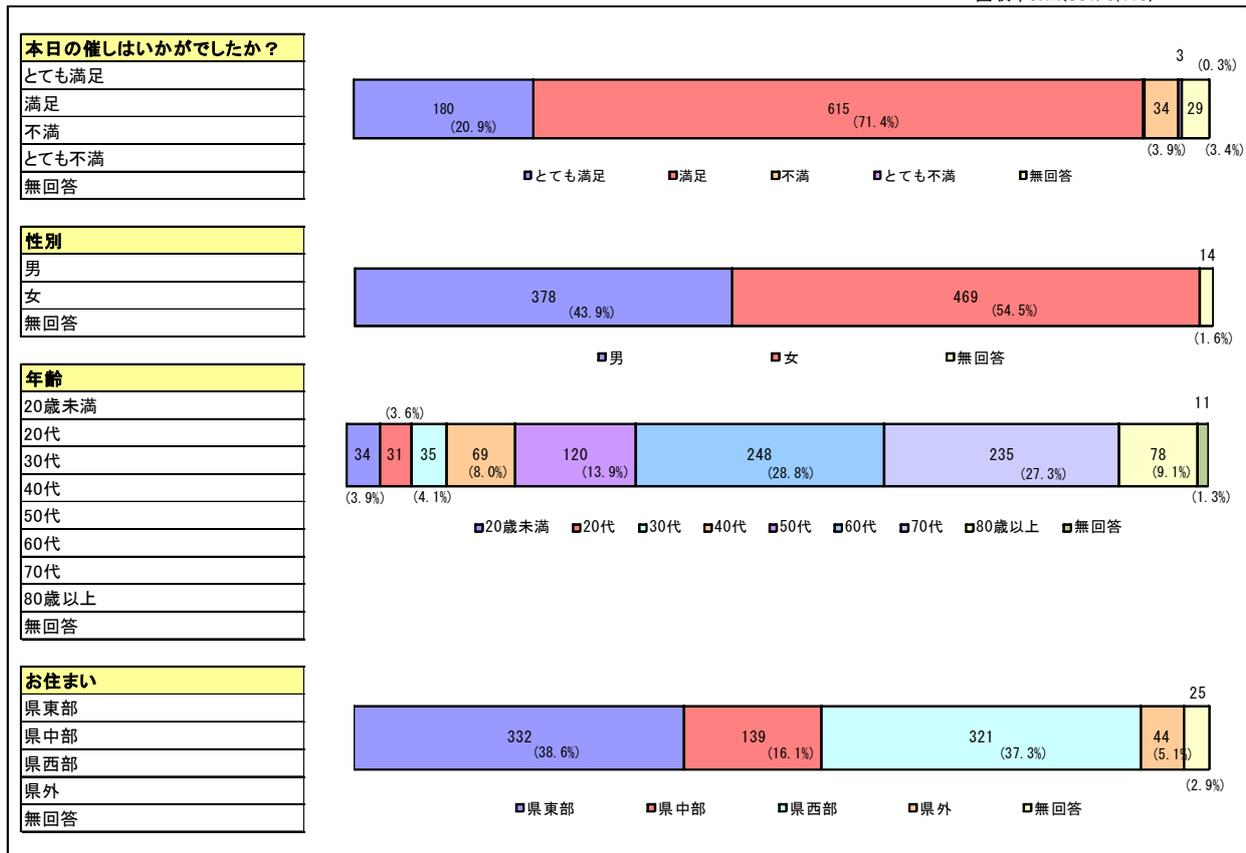 本日の催しはいかがでしたか？
とても満足
満足
不満
とても不満
無回答
3
(0.3%)
180
(20.9%)
615
(71.4%)
34
29
(3.9%)
(3.4%)
とても満足 満足 不満 とても不満 無回答
性別
男
女
無回答
14
378
(43.9%)
469
(54.5%)
(1.6%)
男 女 無回答
年齢
20歳未満
20代
30代
40代
50代
60代
70代
80歳以上
無回答
(3.6%)
11
34 31 35 69 120 248 235 78
(8.0%) (13.9%) (28.8%) (27.3%) (9.1%)
(3.9%) (4.1%) (1.3%)
20歳未満 20代 30代 40代 50代 60代 70代 80歳以上 無回答
お住まい
県東部
県中部
県西部
県外
無回答
25
332 139 321 44
(38.6%) (16.1%) (37.3%) (5.1%)
(2.9%)
県東部 県中部 県西部 県外 無回答